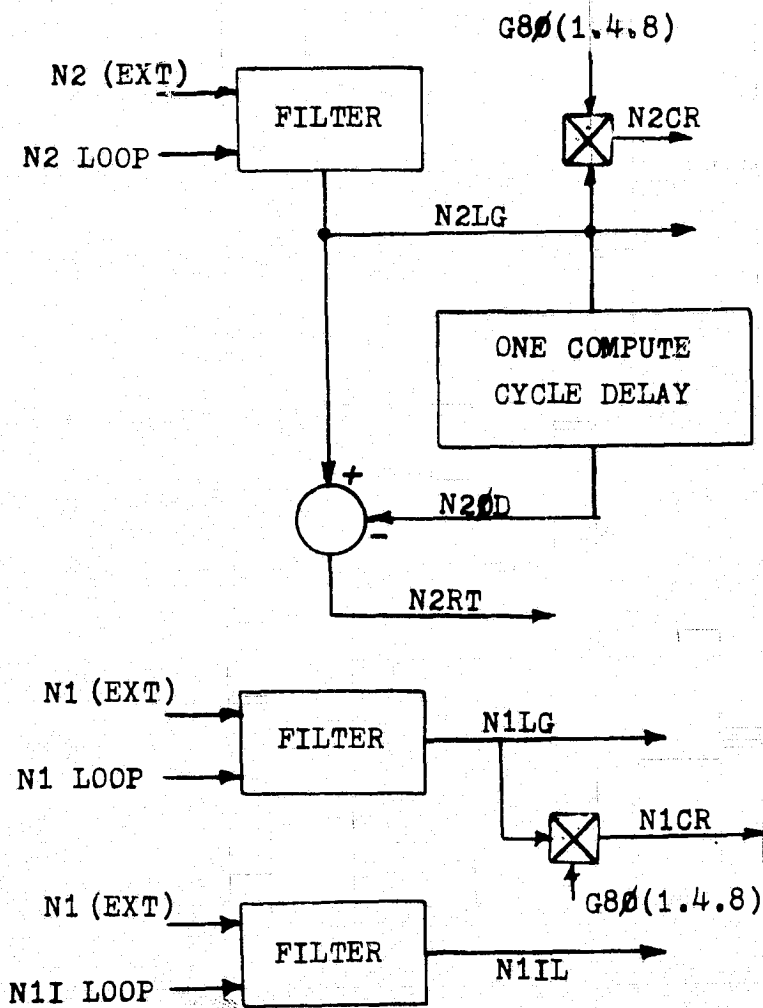 G8Ø(1.4.8)
N2 (EXT)
FILTER
N2CR
N2 LOOP
N2LG
ONE COMPUTE
CYCLE DELAY
+
N2ØD
-
N2RT
N1 (EXT)
N1LG
FILTER
N1 LOOP
N1CR
G8Ø(1.4.8)
N1 (EXT)
FILTER
N1IL
N1I LOOP